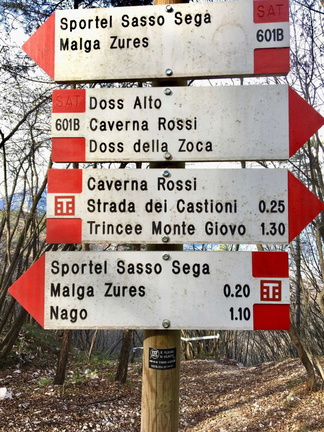 Sportel Sasso Sega
Malga Zures
SAT
601B
SAT
601B
Doss Alto
Caverna Rossi
Doss della Zoca
Caverna Rossi
Strada dei Castioni 0.25
Trincee Monte Giovo 1.30
Sportel Sasso Sega
Malga Zures 0.20
Nago 1.10